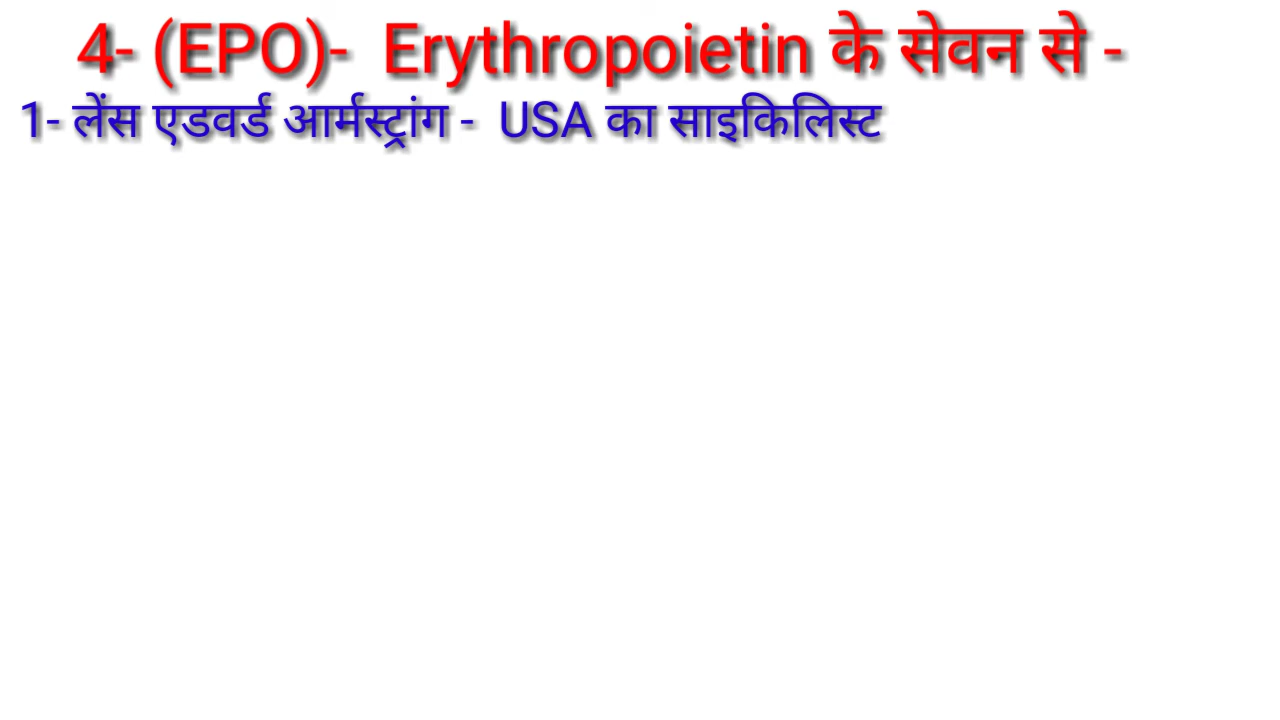 4- (EPO)- Erythropoietin के सेवन से -
1- लेंस एडवर्ड आर्मस्ट्रांग - USA का साइकिलिस्ट